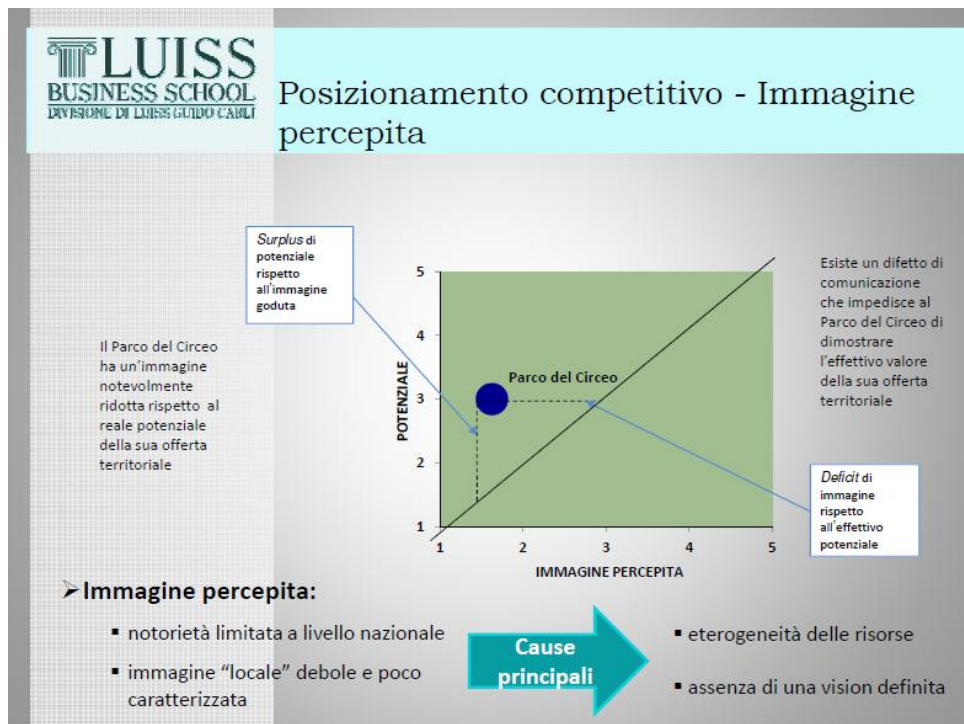 LUISS
BUSINESS SCHOOL
DIVISIONE DI LUISS GUIDO CARLI
Posizionamento competitivo - Immagine
percepita
Surplus di
potenziale
rispetto
all'immagine
goduta
Il Parco del Circeo
ha un'immagine
notevolmente
ridotta rispetto al
reale potenziale
della sua offerta
territoriale
POTENZIALE
5
4
3
2
1
Parco del Circeo
1 2 3 4 5
IMMAGINE PERCEPITA
Esiste un difetto di
comunicazione
che impedisce al
Parco del Circeo di
dimostrare
l'effettivo valore
della sua offerta
territoriale
Deficit di
immagine
rispetto
all'effettivo
potenziale
Immagine percepita:
notorietà limitata a livello nazionale
immagine "locale" debole e poco
caratterizzata
Cause
principali
eterogeneità delle risorse
assenza di una vision definita